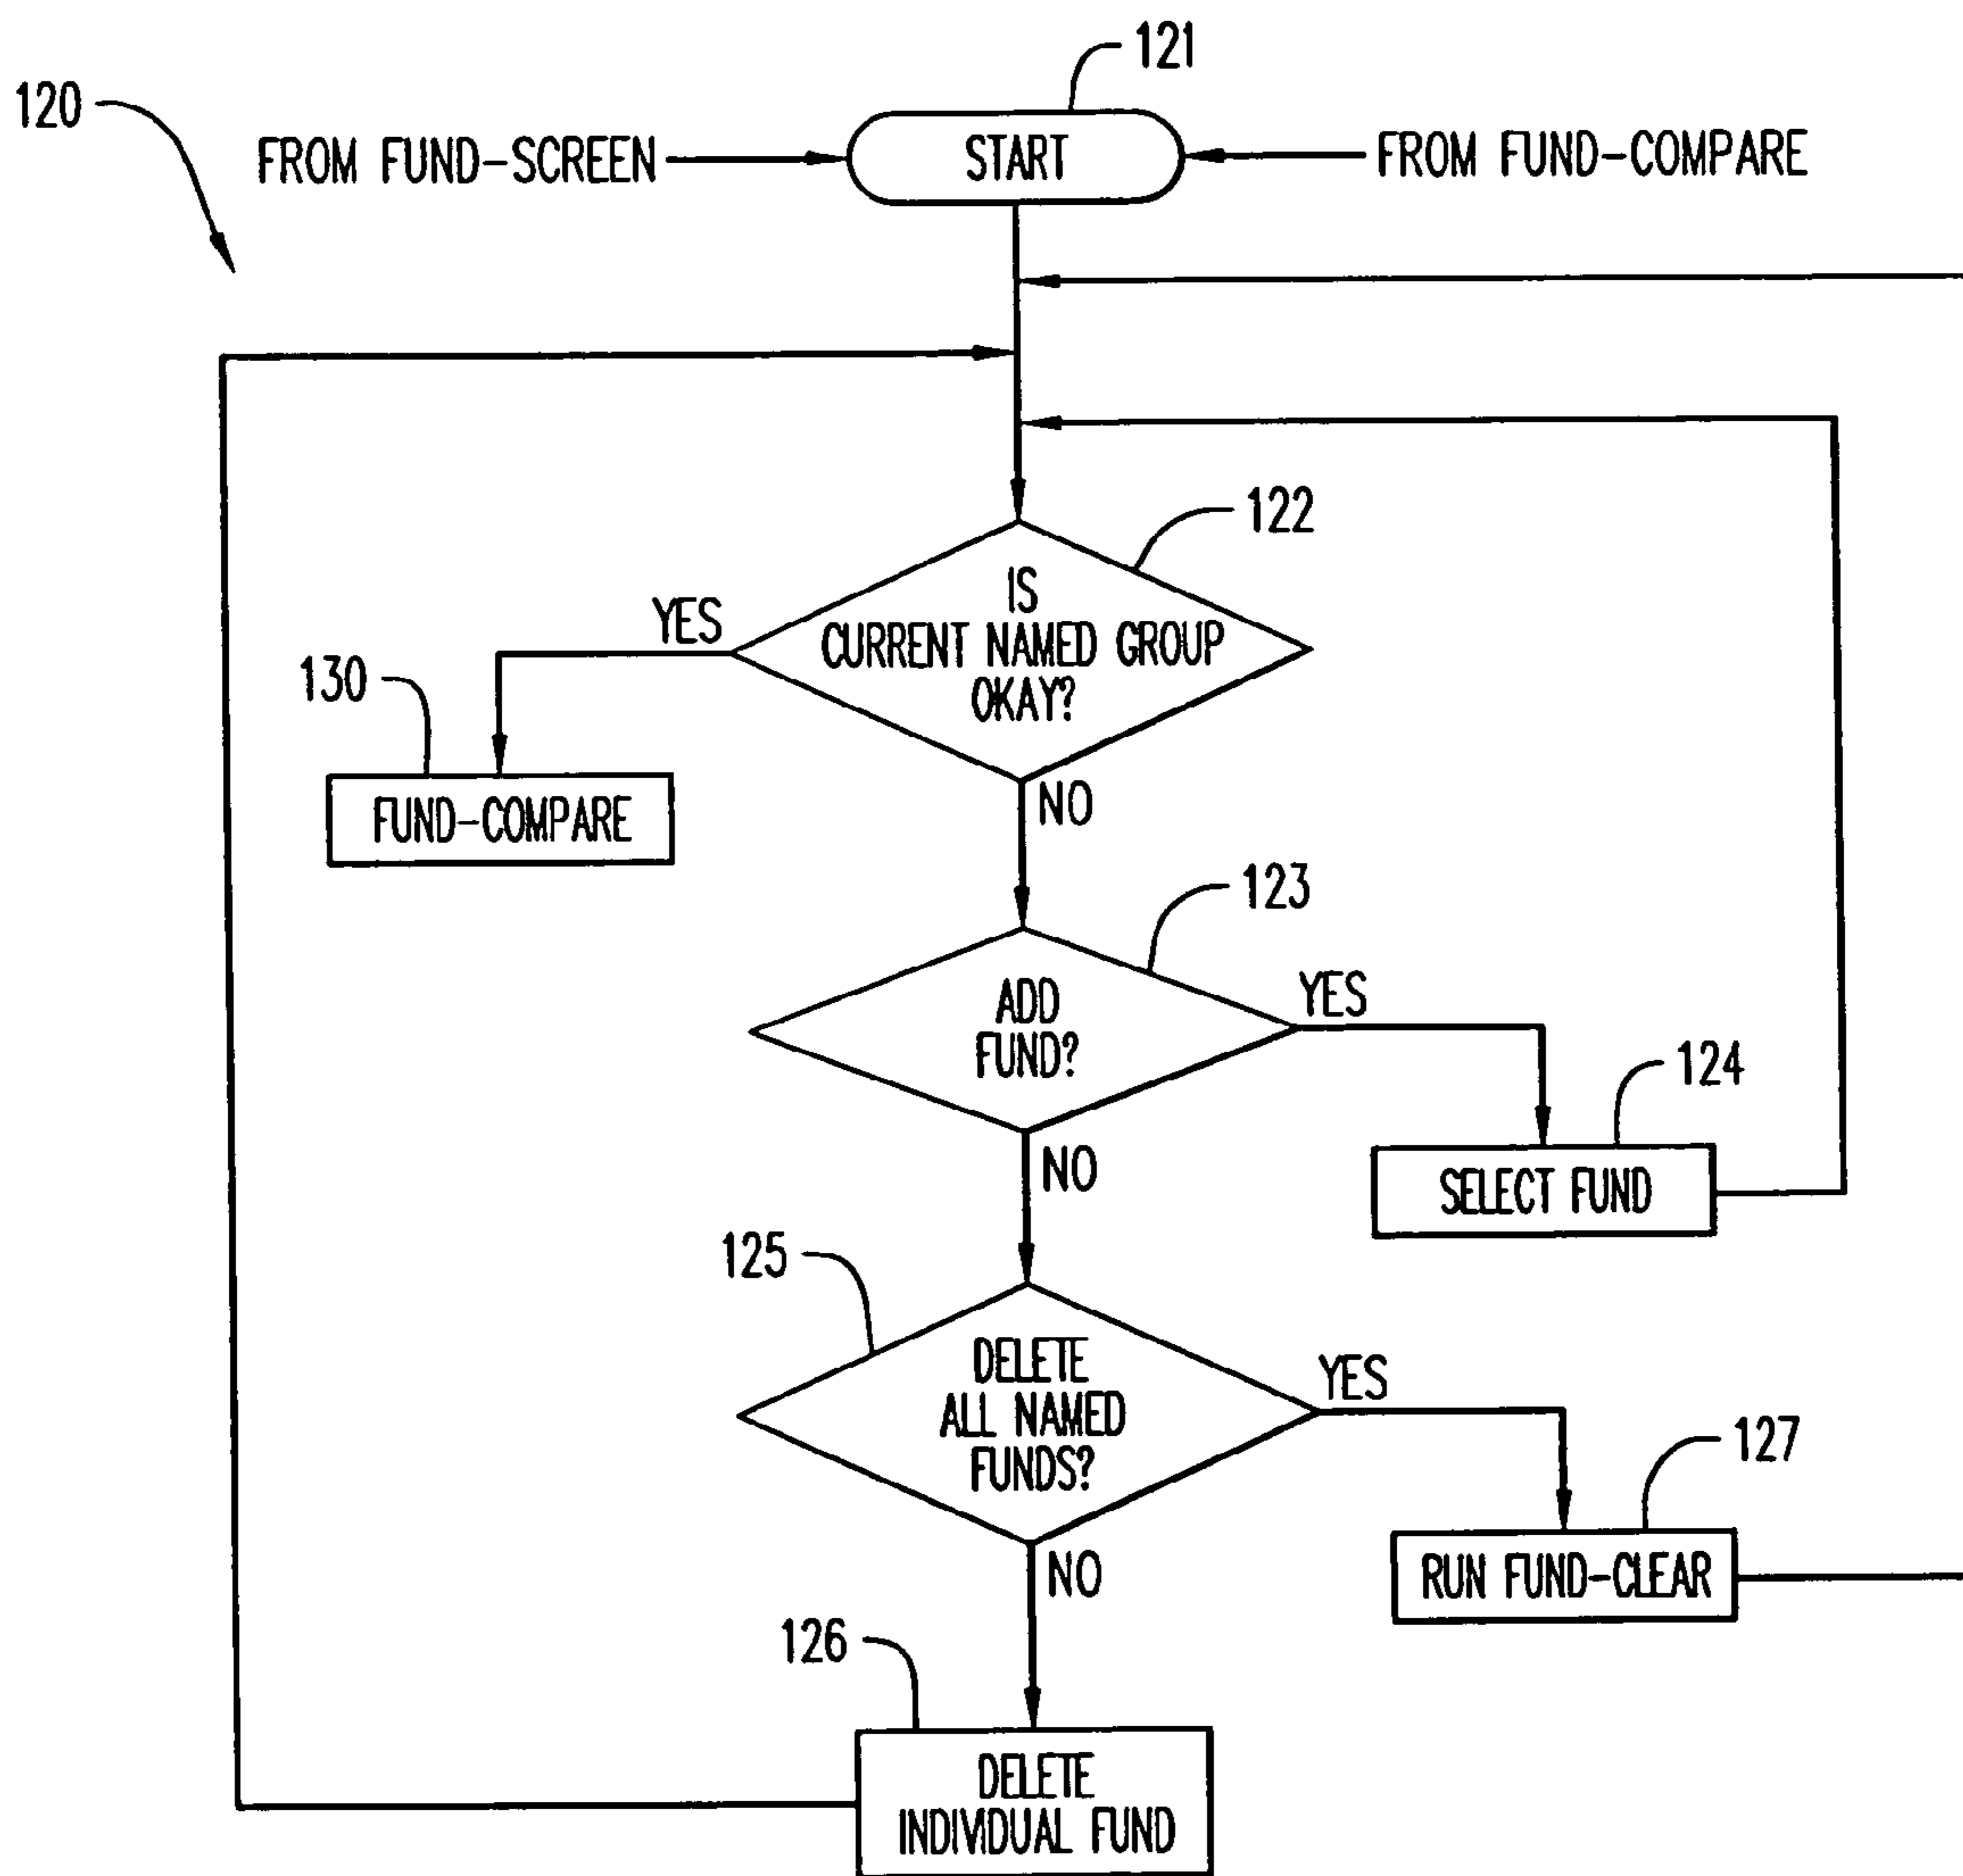 121
120
FROM FUND-SCREEN
START
FROM FUND-COMPARE
122
IS
CURRENT NAMED GROUP
OKAY?
YES
130
FUND-COMPARE
NO
123
ADD
FUND?
YES
124
SELECT FUND
NO
125
DELETE
ALL NAMED
FUNDS?
YES
127
RUN FUND-CLEAR
NO
126
DELETE
INDIVIDUAL FUND